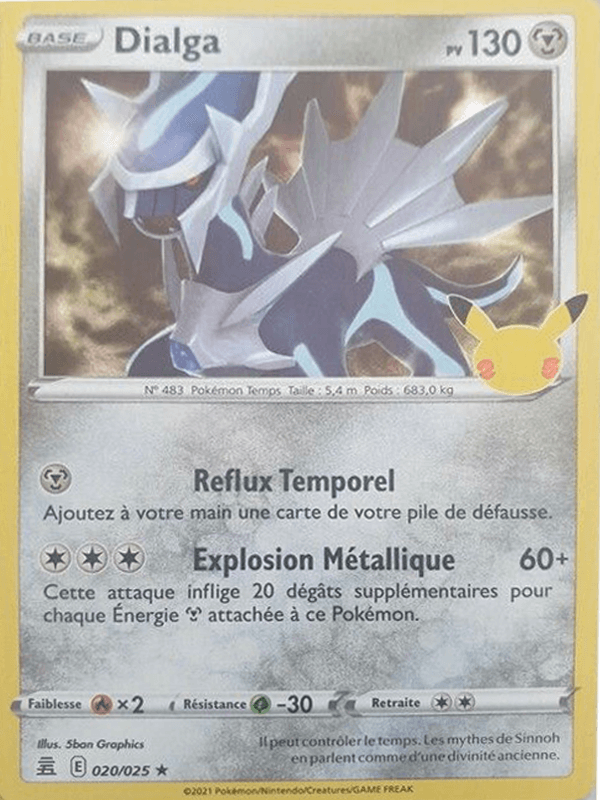 BASE Dialga PV 130
N° 483 Pokémon Temps Taille : 5,4 m Poids : 683,0 kg
25
Reflux Temporel
Ajoutez à votre main une carte de votre pile de défausse.
Explosion Métallique 60+
Cette attaque inflige 20 dégâts supplémentaires pour
chaque Énergie attachée à ce Pokémon.
Faiblesse ×2 Résistance -30 Retraite
Illus. 5ban Graphics
Il peut contrôler le temps. Les mythes de Sinnoh
en parlent comme d'une divinité ancienne.
E 020/025 ★
©2021 Pokémon/Nintendo/Creatures/GAME FREAK